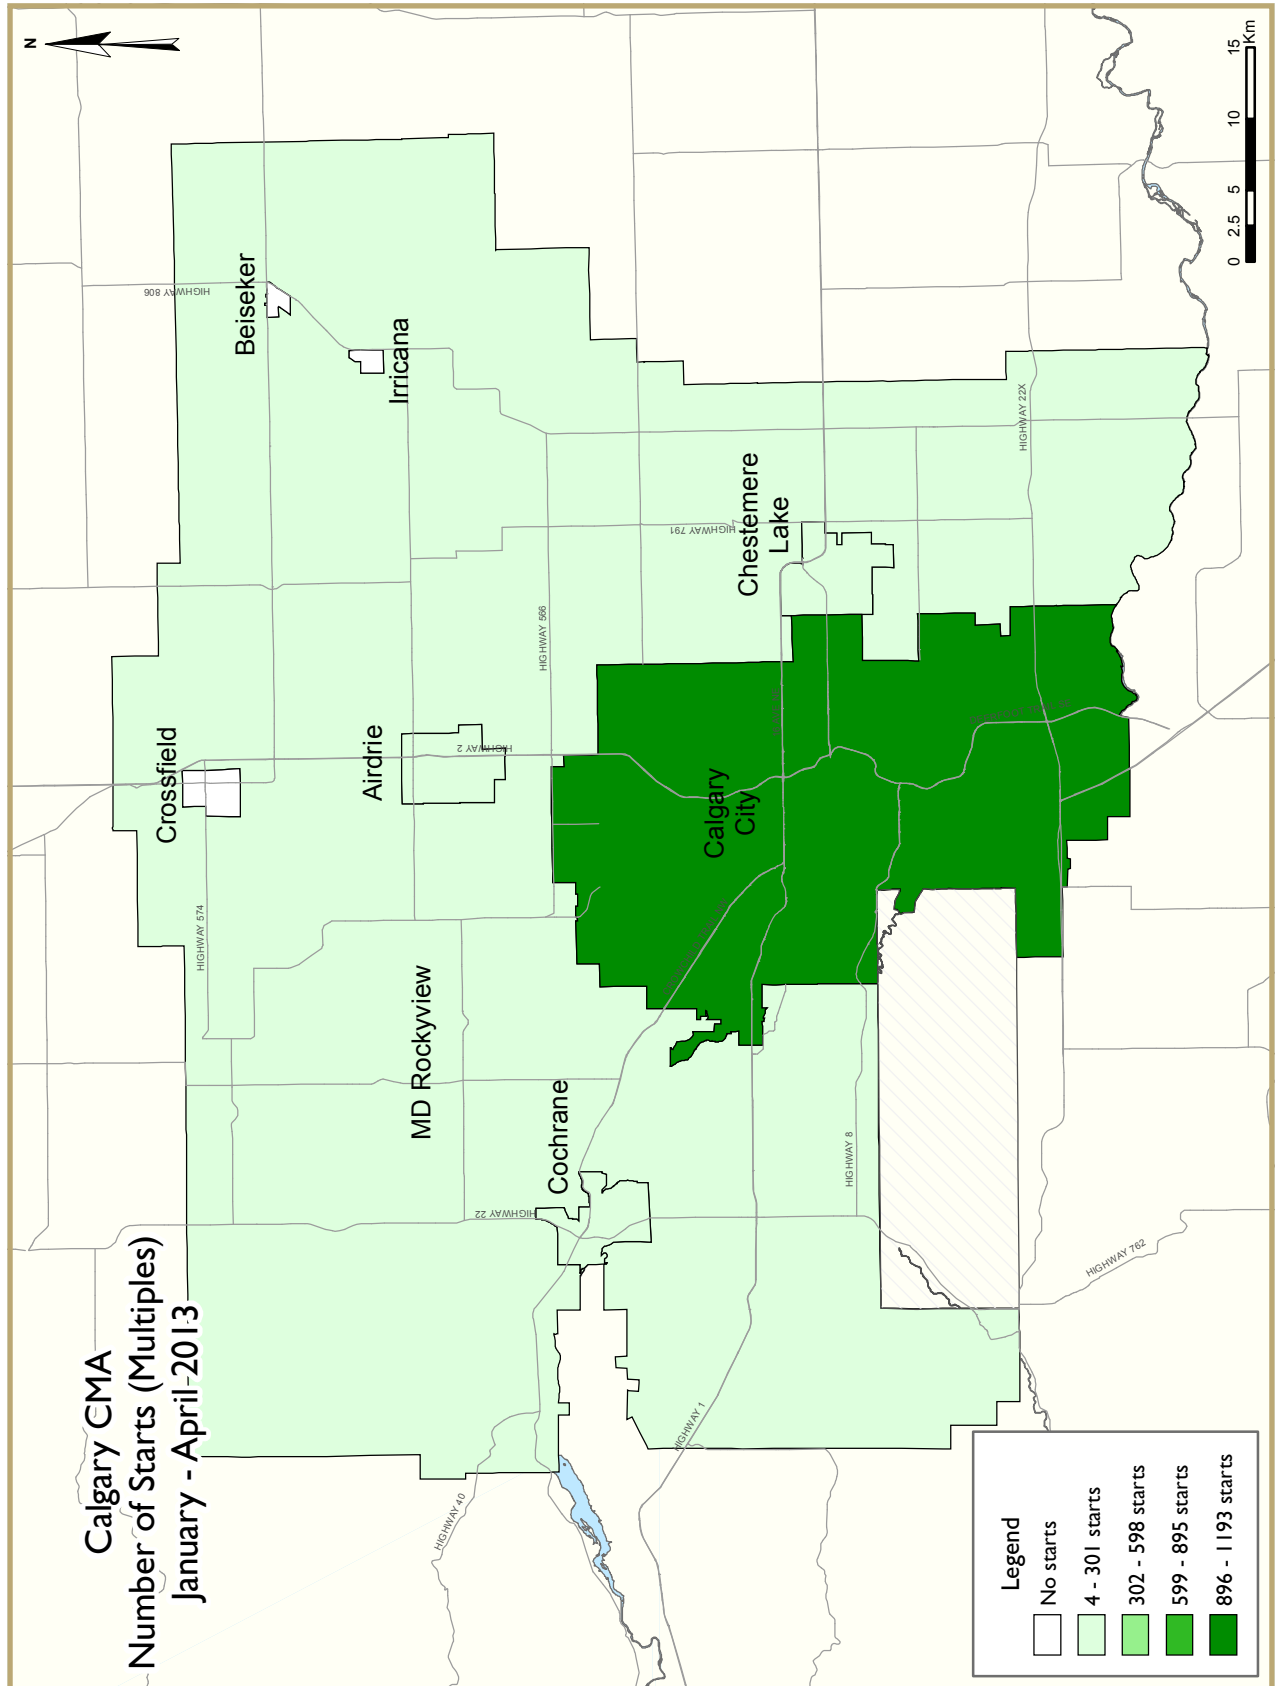 Calgary CMA
Number of Starts (Multiples)
January - April 2013
N
HIGHWAY 806
Beiseker
Irricana
Crossfield
HIGHWAY 574
Airdrie
HIGHWAY 2
HIGHWAY 566
MD Rockyview
Cochrane
HIGHWAY 22
HIGHWAY 40
HIGHWAY 1
Calgary
City
Chestemere
Lake
HIGHWAY 791
HIGHWAY 22X
HIGHWAY 8
HIGHWAY 762
Legend
No starts
4 - 301 starts
302 - 598 starts
599 - 895 starts
896 - 1193 starts
0 2.5 5 10 15
Km